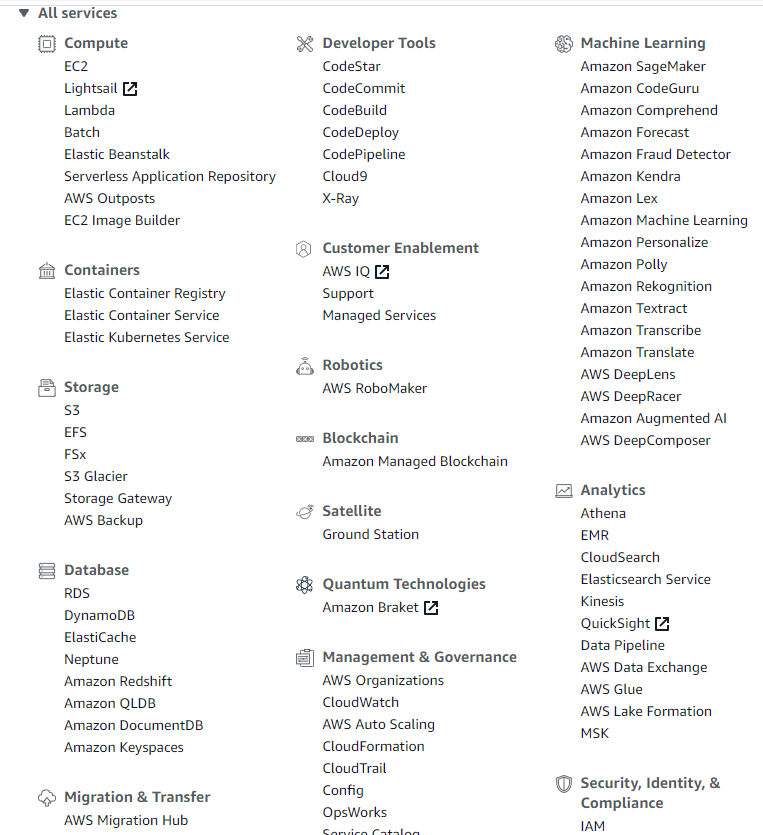 All services
Compute
EC2
Lightsail
Lambda
Batch
Elastic Beanstalk
Serverless Application Repository
AWS Outposts
EC2 Image Builder
Containers
Elastic Container Registry
Elastic Container Service
Elastic Kubernetes Service
Storage
S3
EFS
FSx
S3 Glacier
Storage Gateway
AWS Backup
Database
RDS
DynamoDB
ElastiCache
Neptune
Amazon Redshift
Amazon QLDB
Amazon DocumentDB
Amazon Keyspaces
Migration & Transfer
AWS Migration Hub
Developer Tools
CodeStar
CodeCommit
CodeBuild
CodeDeploy
CodePipeline
Cloud9
X-Ray
Customer Enablement
AWS IQ
Support
Managed Services
Robotics
AWS RoboMaker
Blockchain
Amazon Managed Blockchain
Satellite
Ground Station
Quantum Technologies
Amazon Braket
Management & Governance
AWS Organizations
CloudWatch
AWS Auto Scaling
CloudFormation
CloudTrail
Config
OpsWorks
Service Catalog
Machine Learning
Amazon SageMaker
Amazon CodeGuru
Amazon Comprehend
Amazon Forecast
Amazon Fraud Detector
Amazon Kendra
Amazon Lex
Amazon Machine Learning
Amazon Personalize
Amazon Polly
Amazon Rekognition
Amazon Textract
Amazon Transcribe
Amazon Translate
AWS DeepLens
AWS DeepRacer
Amazon Augmented AI
AWS DeepComposer
Analytics
Athena
EMR
CloudSearch
Elasticsearch Service
Kinesis
QuickSight
Data Pipeline
AWS Data Exchange
AWS Glue
AWS Lake Formation
MSK
Security, Identity, &
Compliance
IAM